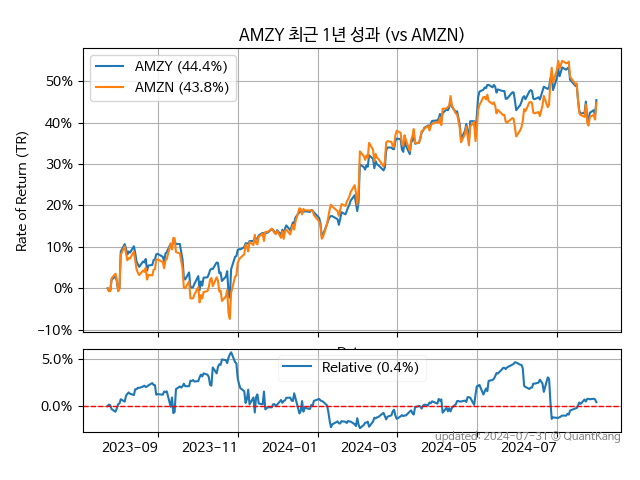 AMZY 최근 1년 성과 (vs AMZN)
AMZY (44.4%)
AMZN (43.8%)
Rate of Return (TR)
50%
40%
30%
20%
10%
0%
−10%
Relative (0.4%)
5.0%
0.0%
2023−09
2023−11
2024−01
2024−03
2024−05
2024−07
updated: 2024−07−31 © QuantKang